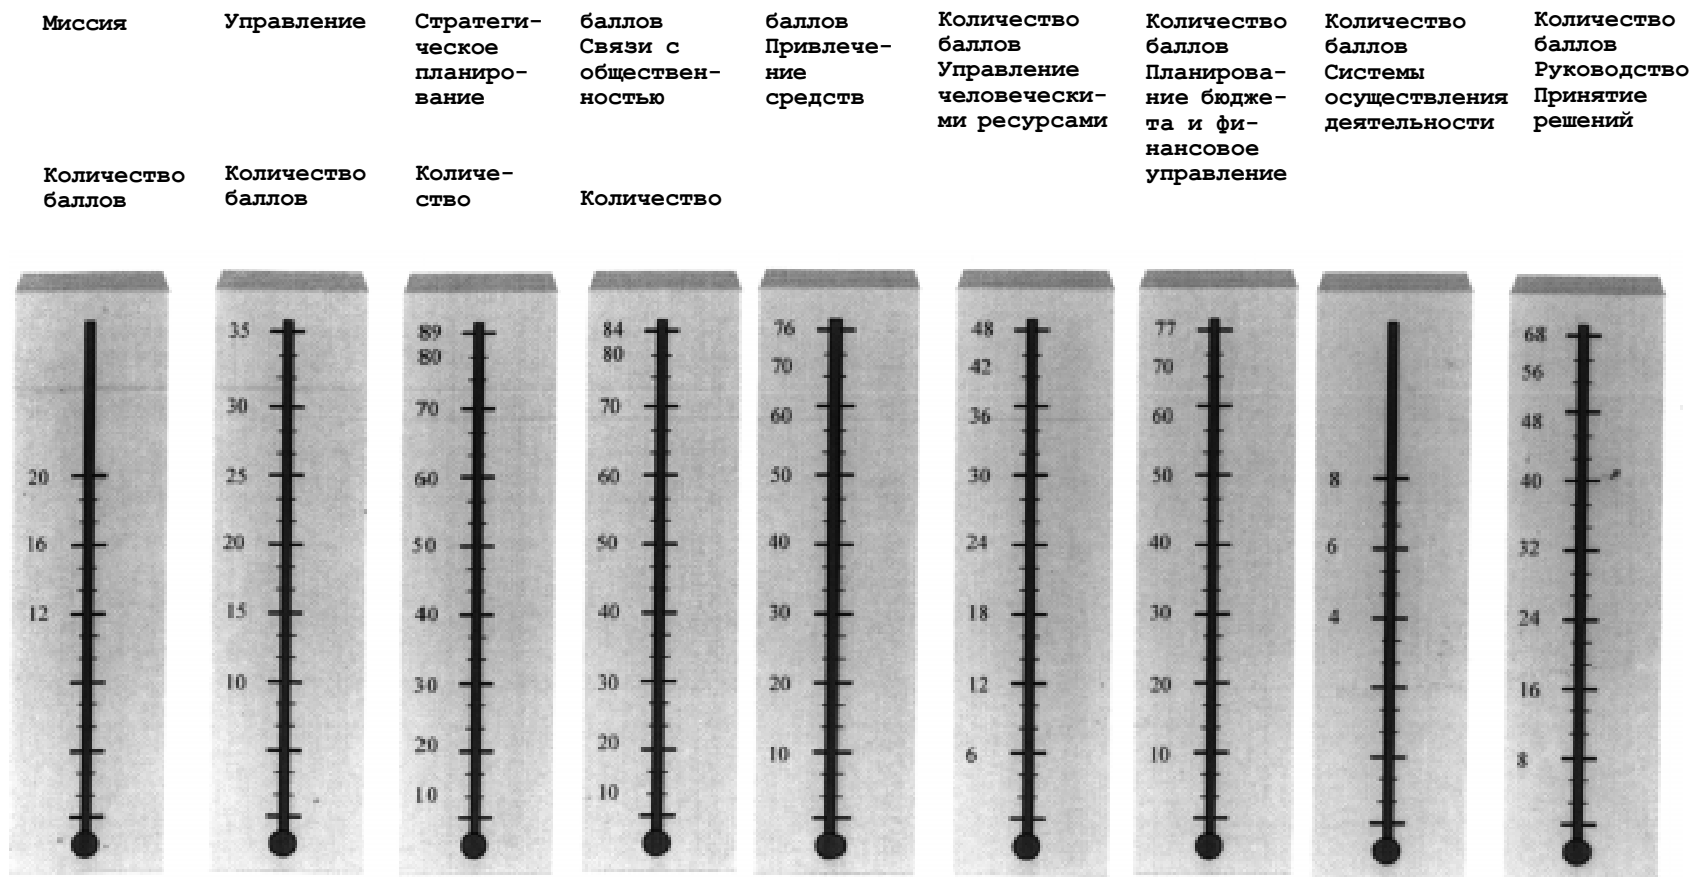 Миссия
Количество
баллов
Управление
Количество
баллов
Стратеги-
ческое
планиро-
вание
Количе-
ство
баллов
Связи с
обществен-
ностью
Количество
баллов
Привлече-
ние
средств
Количество
баллов
Управление
человечески-
ми ресурсами
Количество
баллов
Планирова-
ние бюдже-
та и фи-
нансовое
управление
Количество
баллов
Системы
осуществления
деятельности
Количество
баллов
Руководство
Принятие
решений
20
16
12
35
30
25
20
15
10
89
80
70
60
50
40
30
20
10
84
80
70
60
50
40
30
20
10
76
70
60
50
40
30
20
10
48
42
36
30
24
18
12
6
77
70
60
50
40
30
20
10
8
6
4
68
56
48
40
32
24
16
8